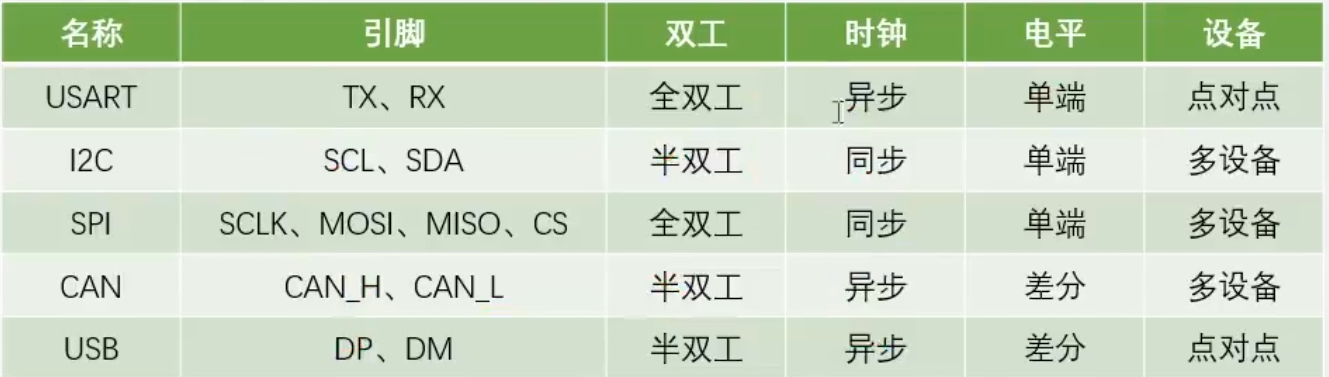 名称 引脚 双工 时钟 电平 设备
USART TX、RX 全双工 异步 单端 点对点
I2C SCL、SDA 半双工 同步 单端 多设备
SPI SCLK、MOSI、MISO、CS 全双工 同步 单端 多设备
CAN CAN_H、CAN_L 半双工 异步 差分 多设备
USB DP、DM 半双工 异步 差分 点对点